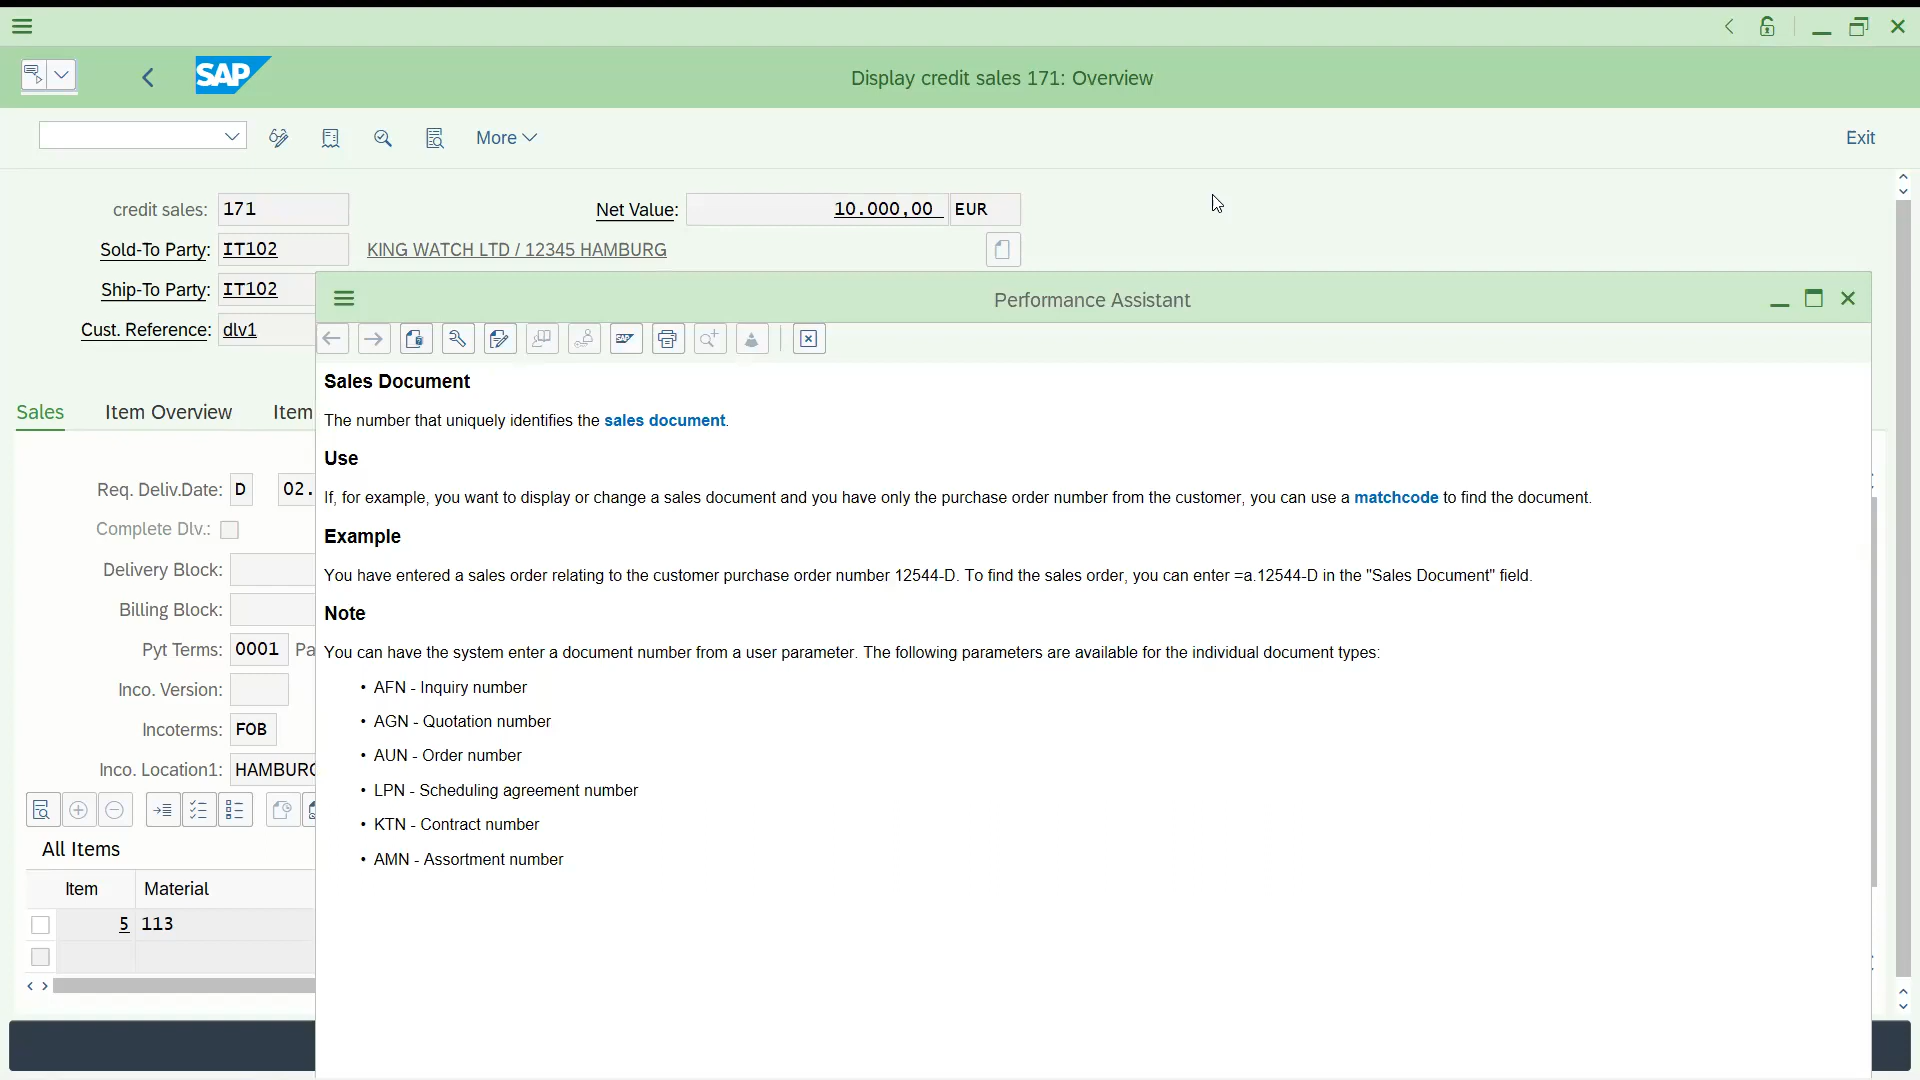 SAP
Display credit sales 171: Overview
More
Exit
credit sales: 171
Net Value: 10.000,00 EUR
Sold-To Party: IT102 KING WATCH LTD / 12345 HAMBURG
Ship-To Party: IT102
Cust. Reference: dlv1
Performance Assistant
SAP
Sales Document
The number that uniquely identifies the sales document.
Use
If, for example, you want to display or change a sales document and you have only the purchase order number from the customer, you can use a matchcode to find the document.
Example
You have entered a sales order relating to the customer purchase order number 12544-D. To find the sales order, you can enter =a.12544-D in the "Sales Document" field.
Note
You can have the system enter a document number from a user parameter. The following parameters are available for the individual document types:
• AFN - Inquiry number
• AGN - Quotation number
• AUN - Order number
• LPN - Scheduling agreement number
• KTN - Contract number
• AMN - Assortment number
Sales Item Overview Item
Req. Deliv.Date: D 02.
Complete Dlv.:
Delivery Block:
Billing Block:
Pyt Terms: 0001 Pa
Inco. Version:
Incoterms: FOB
Inco. Location1: HAMBURG
All Items
Item Material
5 113